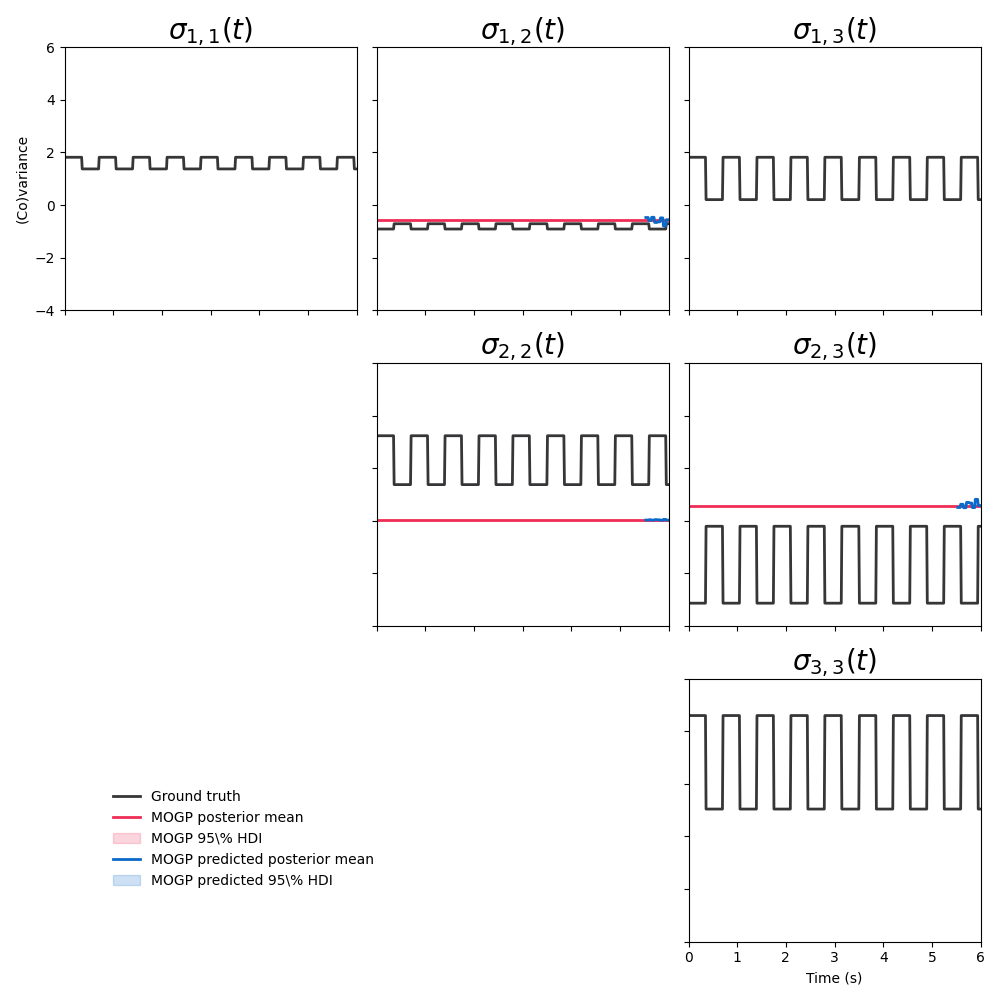 σ₁,₁(t) σ₁,₂(t) σ₁,₃(t)
6
4
2
0
−2
−4
(Co)variance
σ₂,₂(t) σ₂,₃(t)
σ₃,₃(t)
Ground truth
MOGP posterior mean
MOGP 95\% HDI
MOGP predicted posterior mean
MOGP predicted 95\% HDI
0 1 2 3 4 5 6
Time (s)